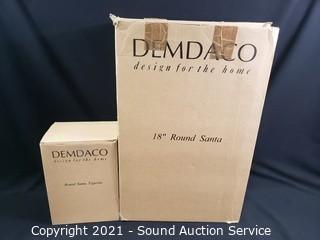 DEMDACO
design for the home
18" Round Santa
DEMDACO
design for the home
Round Santa Figurine
Copyright 2021 - Sound Auction Service